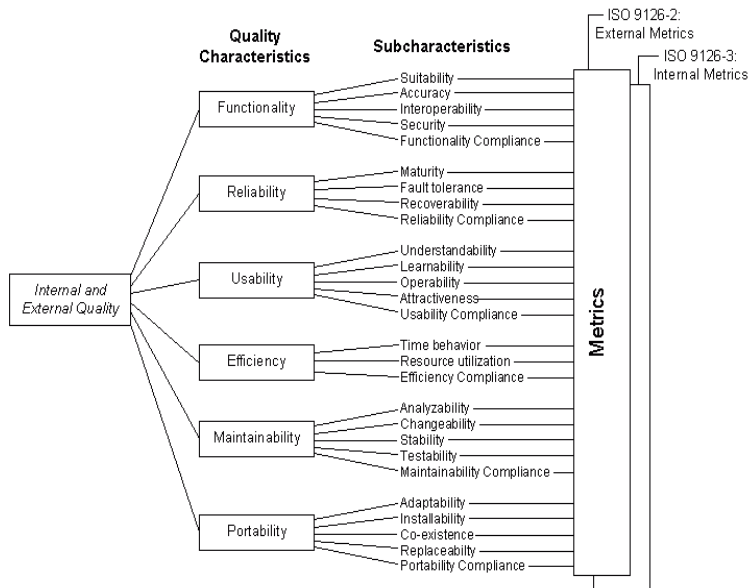 ISO 9126-2:
External Metrics
ISO 9126-3:
Internal Metrics
Quality
Characteristics
Subcharacteristics
Internal and
External Quality
Functionality
Suitability
Accuracy
Interoperability
Security
Functionality Compliance
Reliability
Maturity
Fault tolerance
Recoverability
Reliability Compliance
Usability
Understandability
Learnability
Operability
Attractiveness
Usability Compliance
Efficiency
Time behavior
Resource utilization
Efficiency Compliance
Maintainability
Analyzability
Changeability
Stability
Testability
Maintainability Compliance
Portability
Adaptability
Installability
Co-existence
Replaceabilty
Portability Compliance
Metrics